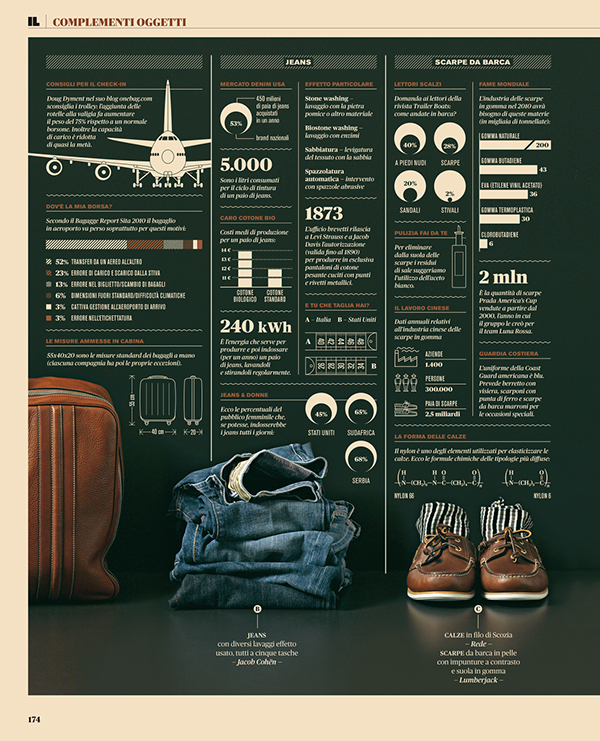 IL
COMPLEMENTI OGGETTI
CONSIGLI PER IL CHECK-IN
Doug Dyment nel suo blog onebag.com
sconsiglia i trolley: l'aggiunta delle
rotelle alla valigia fa aumentare
il peso del 75% rispetto a un normale
borsone. Inoltre la capacità
di carico è ridotta
di quasi la metà.
DOV'È LA MIA BORSA?
Secondo il Baggage Report Sita 2010 il bagaglio
in aeroporto va perso soprattutto per questi motivi:
52% TRANSFER DA UN AEREO ALL'ALTRO
23% ERRORE DI CARICO E SCARICO DALLA STIVA
13% ERRORE NEL BIGLIETTO/SCAMBIO DI BAGAGLI
6% DIMENSIONI FUORI STANDARD/DIFFICOLTÀ CLIMATICHE
3% CATTIVA GESTIONE ALL'AEROPORTO DI ARRIVO
3% ERRORE NELL'ETICHETTATURA
LE MISURE AMMESSE IN CABINA
55x40x20 sono le misure standard dei bagagli a mano
(ciascuna compagnia ha poi le proprie eccezioni).
55 cm
40 cm
20
JEANS
MERCATO DENIM USA
53%
450 milioni
di paia di jeans
acquistati
in un anno
brand nazionali
5.000
Sono i litri consumati
per il ciclo di tintura
di un paio di jeans.
CARO COTONE BIO
Costi medi di produzione
per un paio di jeans:
14 €
13 €
12 €
11 €
COTONE
BIOLOGICO
COTONE
STANDARD
240 kWh
È l'energia che serve per
produrre e poi indossare
(per un anno) un paio
di jeans, lavandoli
e stirandoli regolarmente.
EFFETTO PARTICOLARE
Stone washing –
lavaggio con la pietra
pomice o altro materiale
Biostone washing –
lavaggio con enzimi
Sabbiatura – levigatura
del tessuto con la sabbia
Spazzolatura
automatica – intervento
con spazzole abrasive
1873
L'ufficio brevetti rilascia
a Levi Strauss e a Jacob
Davis l'autorizzazione
(valida fino al 1890)
per produrre in esclusiva
pantaloni di cotone
pesante cuciti con punti
e rivetti metallici.
E TU CHE TAGLIA HAI?
A – Italia B – Stati Uniti
A
B
JEANS & DONNE
Ecco le percentuali del
pubblico femminile che,
se potesse, indosserebbe
i jeans tutti i giorni:
45%
STATI UNITI
65%
SUDAFRICA
68%
SERBIA
SCARPE DA BARCA
LETTORI SCALZI
Domanda ai lettori della
rivista Trailer Boats:
come andate in barca?
40%
A PIEDI NUDI
28%
SCARPE
20%
SANDALI
2%
STIVALI
PULIZIA FAI DA TE
Per eliminare
dalla suola delle
scarpe i residui
di sale suggeriamo
l'utilizzo dell'aceto
bianco.
IL LAVORO CINESE
Dati annuali relativi
all'industria cinese delle
scarpe in gomma
AZIENDE
1.400
PERSONE
300.000
PAIA DI SCARPE
2,5 miliardi
FAME MONDIALE
L'industria delle scarpe
in gomma nel 2010 avrà
bisogno di queste materie
(in migliaia di tonnellate):
GOMMA NATURALE
200
GOMMA BUTADIENE
43
EVA (ETILENE VINIL ACETATO)
36
GOMMA TERMOPLASTICA
30
CLOROBUTADIENE
6
2 mln
È la quantità di scarpe
Prada America's Cup
vendute a partire dal
2000, l'anno in cui
il gruppo le creò per
il team Luna Rossa.
GUARDIA COSTIERA
L'uniforme della Coast
Guard americana è blu.
Prevede berretto con
visiera, scarponi con
punta di ferro e scarpe
da barca marroni per
le occasioni speciali.
LA FORMA DELLE CALZE
Il nylon è uno degli elementi utilizzati per elasticizzare le
calze. Ecco le formule chimiche delle tipologie più diffuse:
NYLON 66
NYLON 6
B
JEANS
con diversi lavaggi effetto
usato, tutti a cinque tasche
– Jacob Cohën –
C
CALZE in filo di Scozia
– Rede –
SCARPE da barca in pelle
con impunture a contrasto
e suola in gomma
– Lumberjack –
174